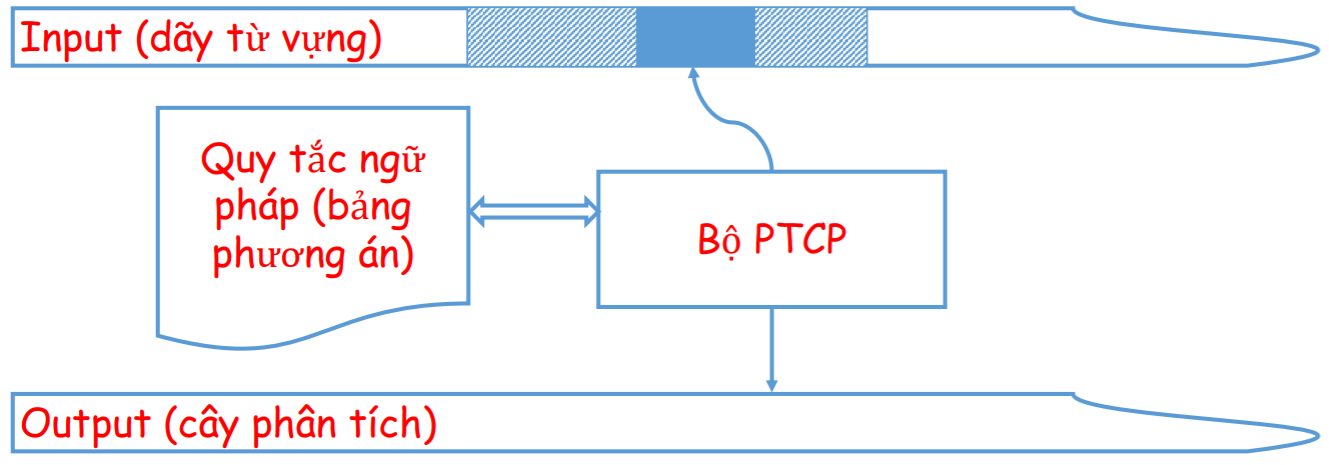 Input (dãy từ vựng)
Quy tắc ngữ
pháp (bảng
phương án)
Bộ PTCP
Output (cây phân tích)